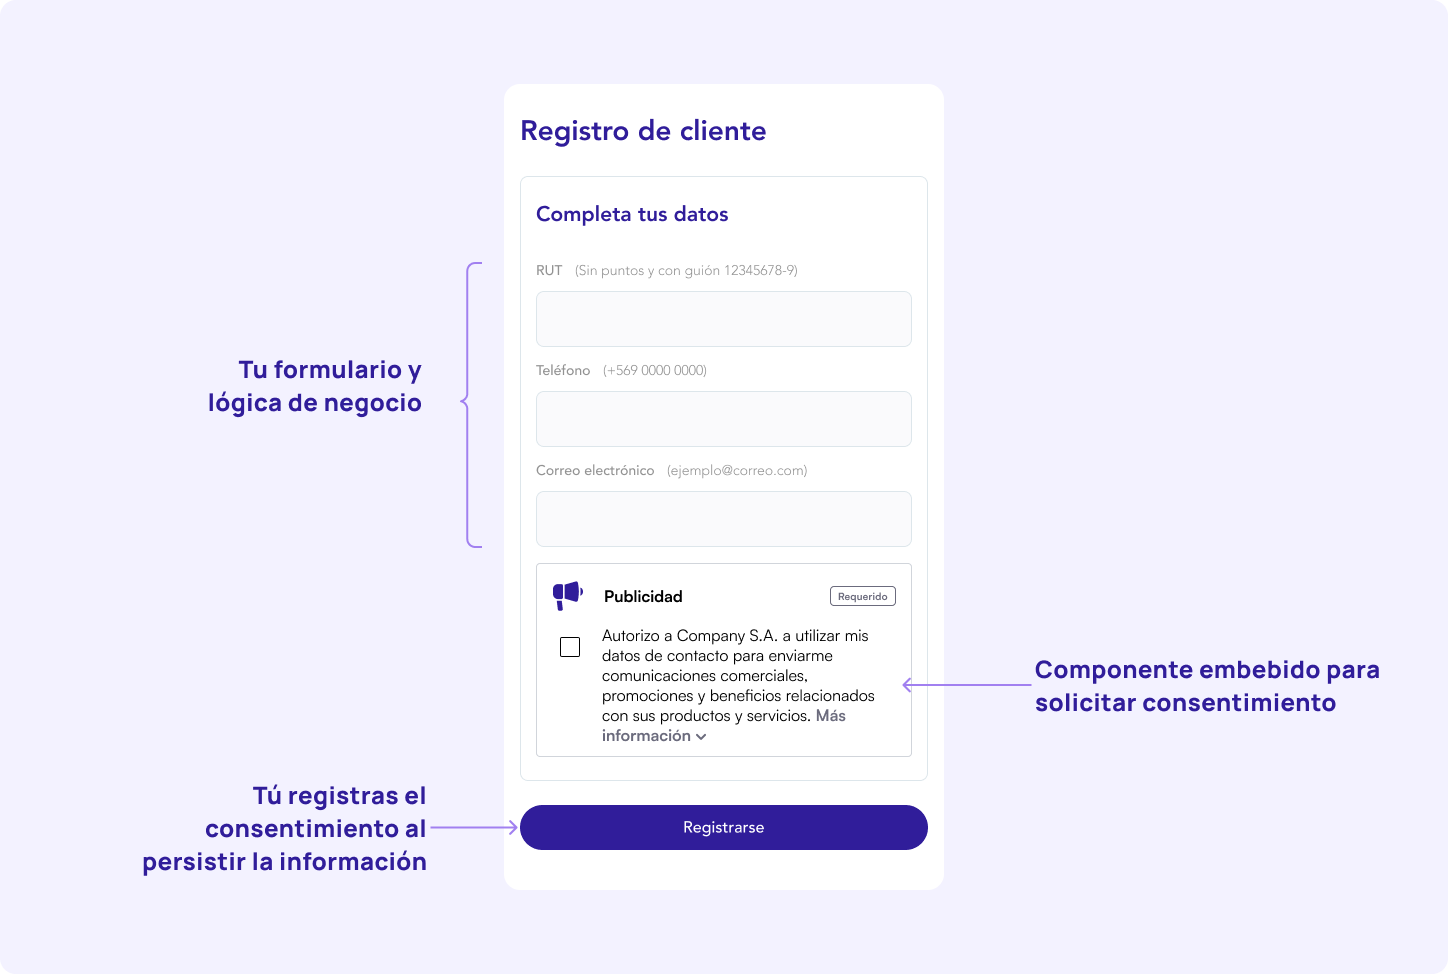 Registro de cliente
Completa tus datos
RUT (Sin puntos y con guión 12345678-9)
Tu formulario y
lógica de negocio
Teléfono (+569 0000 0000)
Correo electrónico (ejemplo@correo.com)
Publicidad
Requerido
Autorizo a Company S.A. a utilizar mis
datos de contacto para enviarme
comunicaciones comerciales,
promociones y beneficios relacionados
con sus productos y servicios. Más
información
Componente embebido para
solicitar consentimiento
Tú registras el
consentimiento al
persistir la información
Registrarse